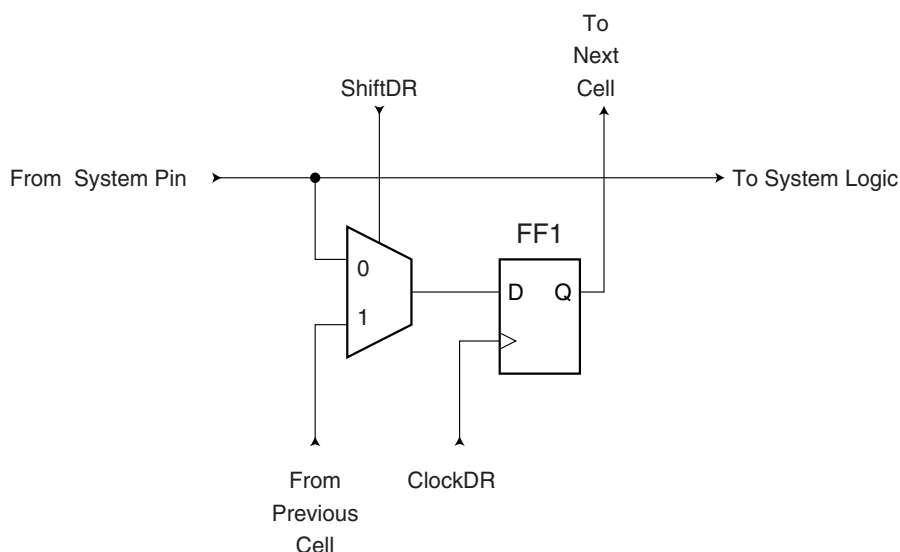 To
Next
Cell
ShiftDR
From System Pin
To System Logic
FF1
0
D Q
1
From
Previous
Cell
ClockDR